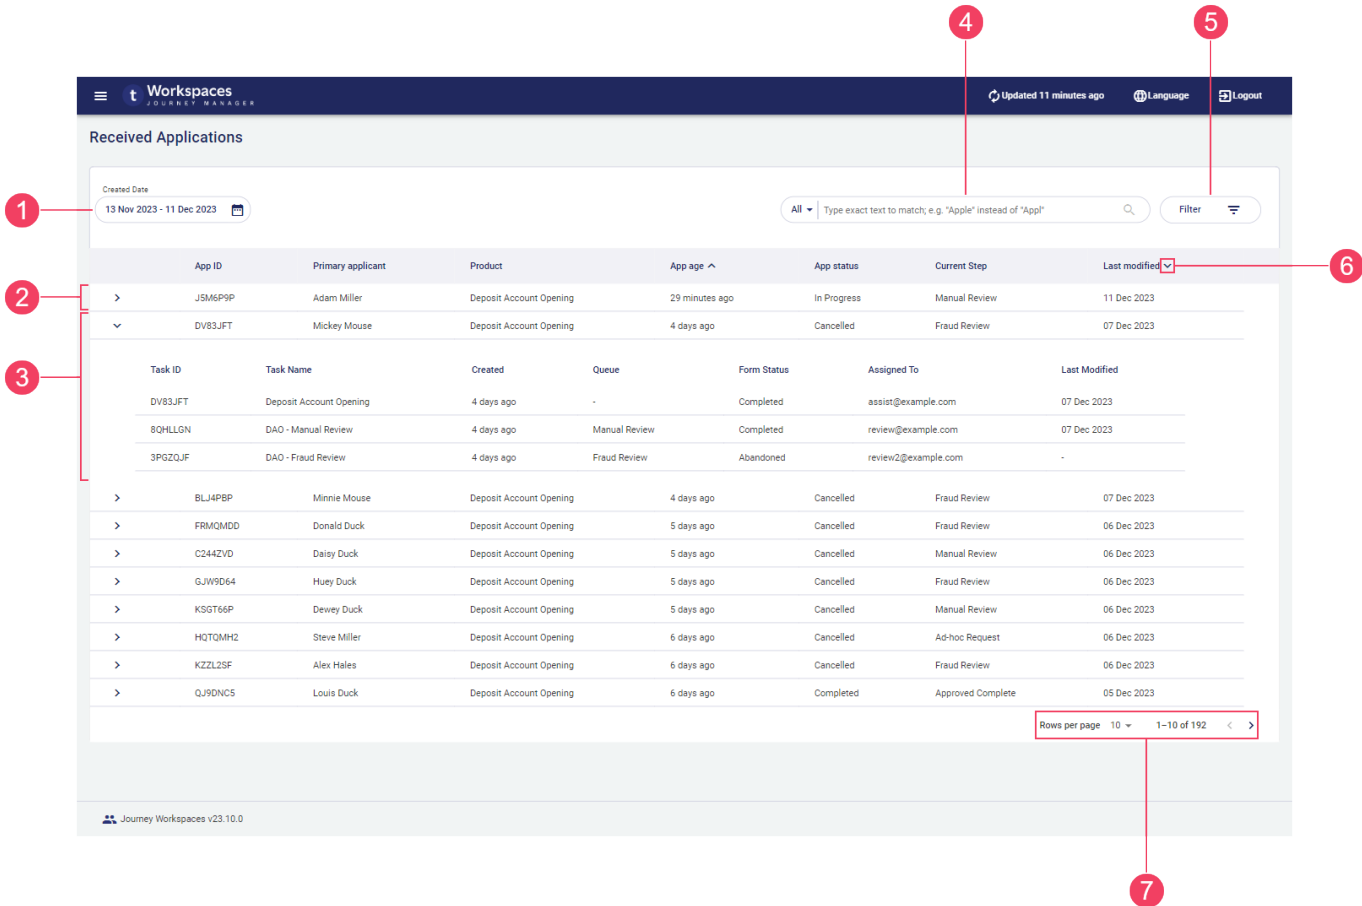 4 5
t Workspaces JOURNEY MANAGER Updated 11 minutes ago Language Logout
Received Applications
Created Date
1 13 Nov 2023 - 11 Dec 2023 All Type exact text to match; e.g. "Apple" instead of "Appl" Filter
App ID Primary applicant Product App age App status Current Step Last modified 6
2 J5M6P9P Adam Miller Deposit Account Opening 29 minutes ago In Progress Manual Review 11 Dec 2023
DV83JFT Mickey Mouse Deposit Account Opening 4 days ago Cancelled Fraud Review 07 Dec 2023
3
Task ID Task Name Created Queue Form Status Assigned To Last Modified
DV83JFT Deposit Account Opening 4 days ago - Completed assist@example.com 07 Dec 2023
8QHLLGN DAO - Manual Review 4 days ago Manual Review Completed review@example.com 07 Dec 2023
3PGZQJF DAO - Fraud Review 4 days ago Fraud Review Abandoned review2@example.com -
BLJ4PBP Minnie Mouse Deposit Account Opening 4 days ago Cancelled Fraud Review 07 Dec 2023
FRMQMDD Donald Duck Deposit Account Opening 5 days ago Cancelled Fraud Review 06 Dec 2023
C244ZVD Daisy Duck Deposit Account Opening 5 days ago Cancelled Manual Review 06 Dec 2023
GJW9D64 Huey Duck Deposit Account Opening 5 days ago Cancelled Fraud Review 06 Dec 2023
KSGT66P Dewey Duck Deposit Account Opening 5 days ago Cancelled Manual Review 06 Dec 2023
HQTQMH2 Steve Miller Deposit Account Opening 6 days ago Cancelled Ad-hoc Request 06 Dec 2023
KZZL2SF Alex Hales Deposit Account Opening 6 days ago Cancelled Fraud Review 06 Dec 2023
QJ9DNC5 Louis Duck Deposit Account Opening 6 days ago Completed Approved Complete 05 Dec 2023
Rows per page 10 1–10 of 192
Journey Workspaces v23.10.0
7